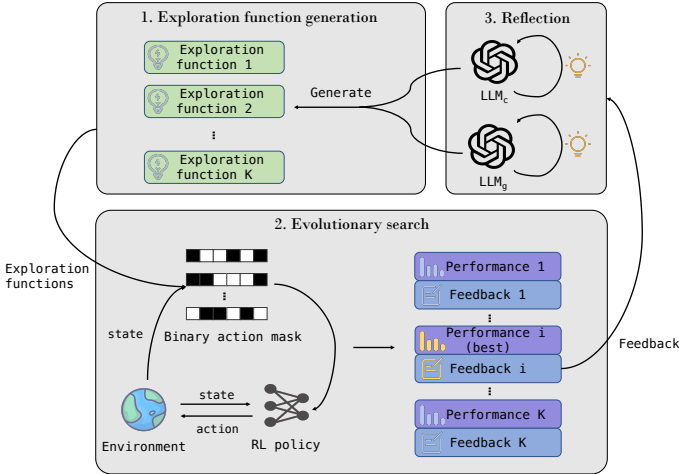 1. Exploration function generation
Exploration
function 1
Exploration
function 2
⋮
Exploration
function K
Generate
3. Reflection
LLMc
LLMg
Exploration
functions
2. Evolutionary search
⋮
Binary action mask
state
state
action
Environment
RL policy
Performance 1
Feedback 1
⋮
Performance i
(best)
Feedback i
⋮
Performance K
Feedback K
Feedback